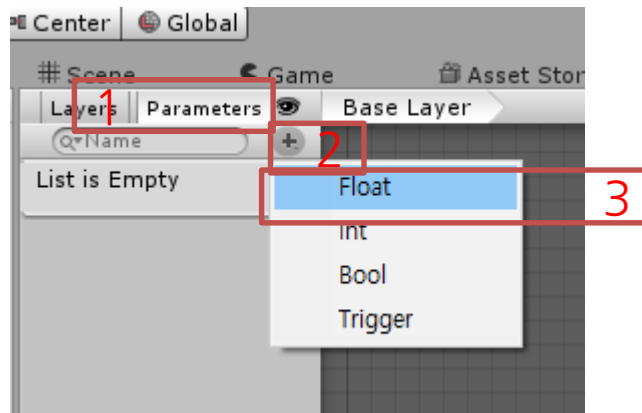 Center Global
# Scene Game Asset Stor
Layers Parameters Base Layer
1
Name
2
List is Empty
Float
3
Int
Bool
Trigger